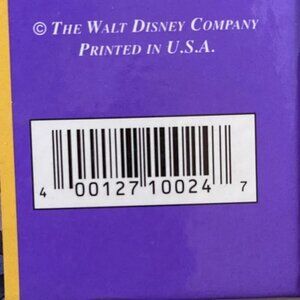 © THE WALT DISNEY COMPANY
PRINTED IN U.S.A.
4 00127 10024 7